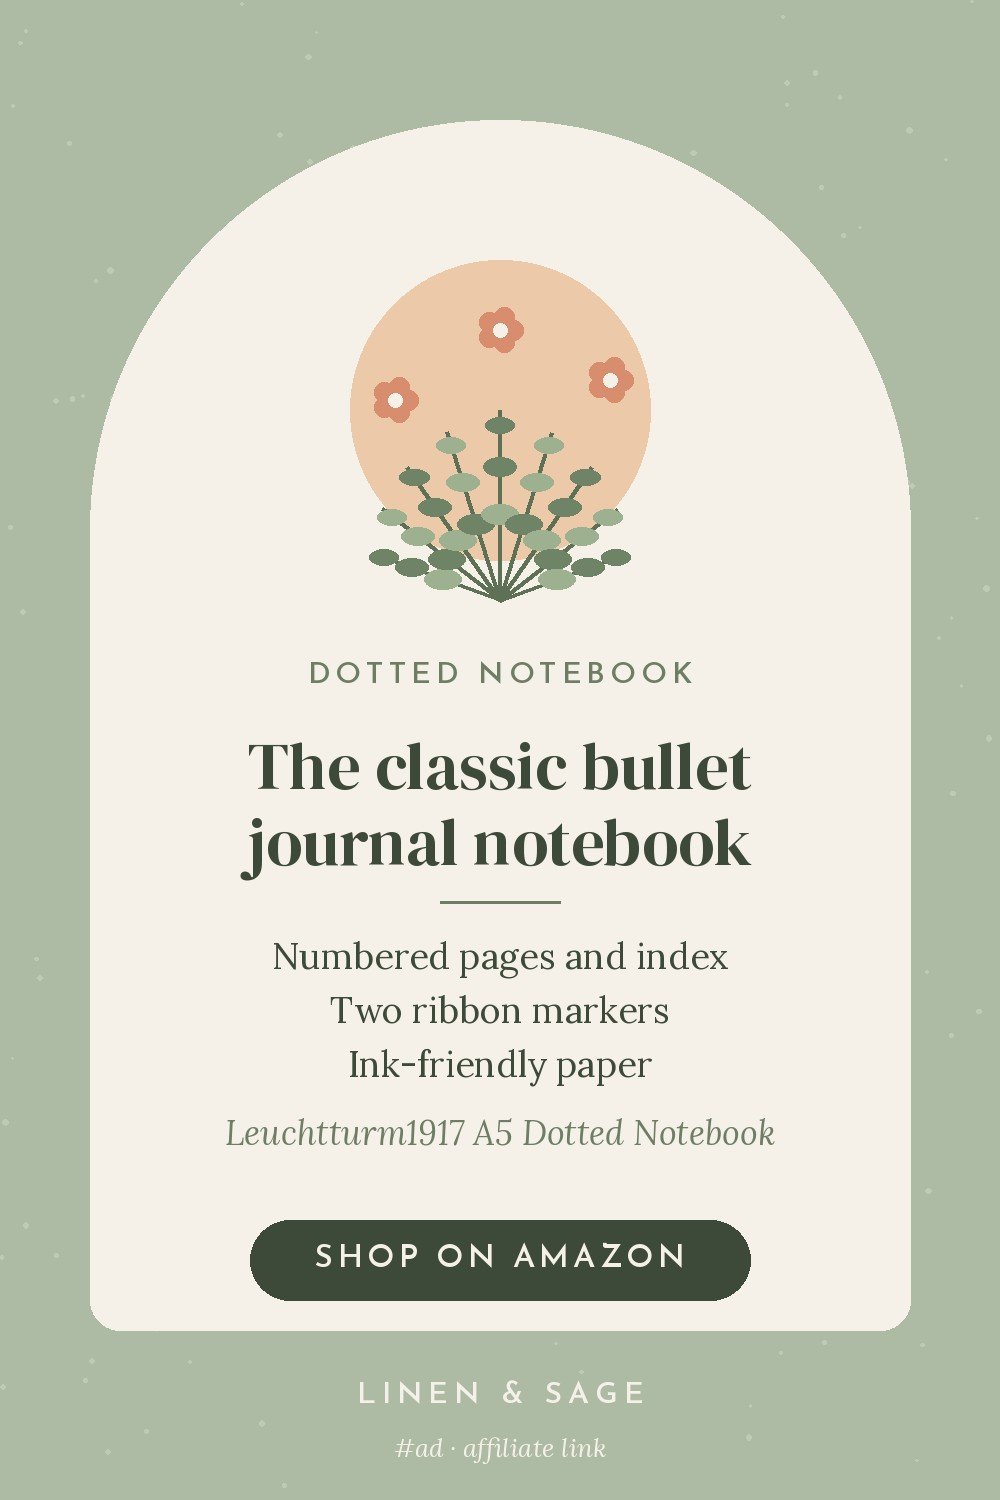 DOTTED NOTEBOOK
The classic bullet
journal notebook
Numbered pages and index
Two ribbon markers
Ink-friendly paper
Leuchtturm1917 A5 Dotted Notebook
SHOP ON AMAZON
LINEN & SAGE
#ad · affiliate link